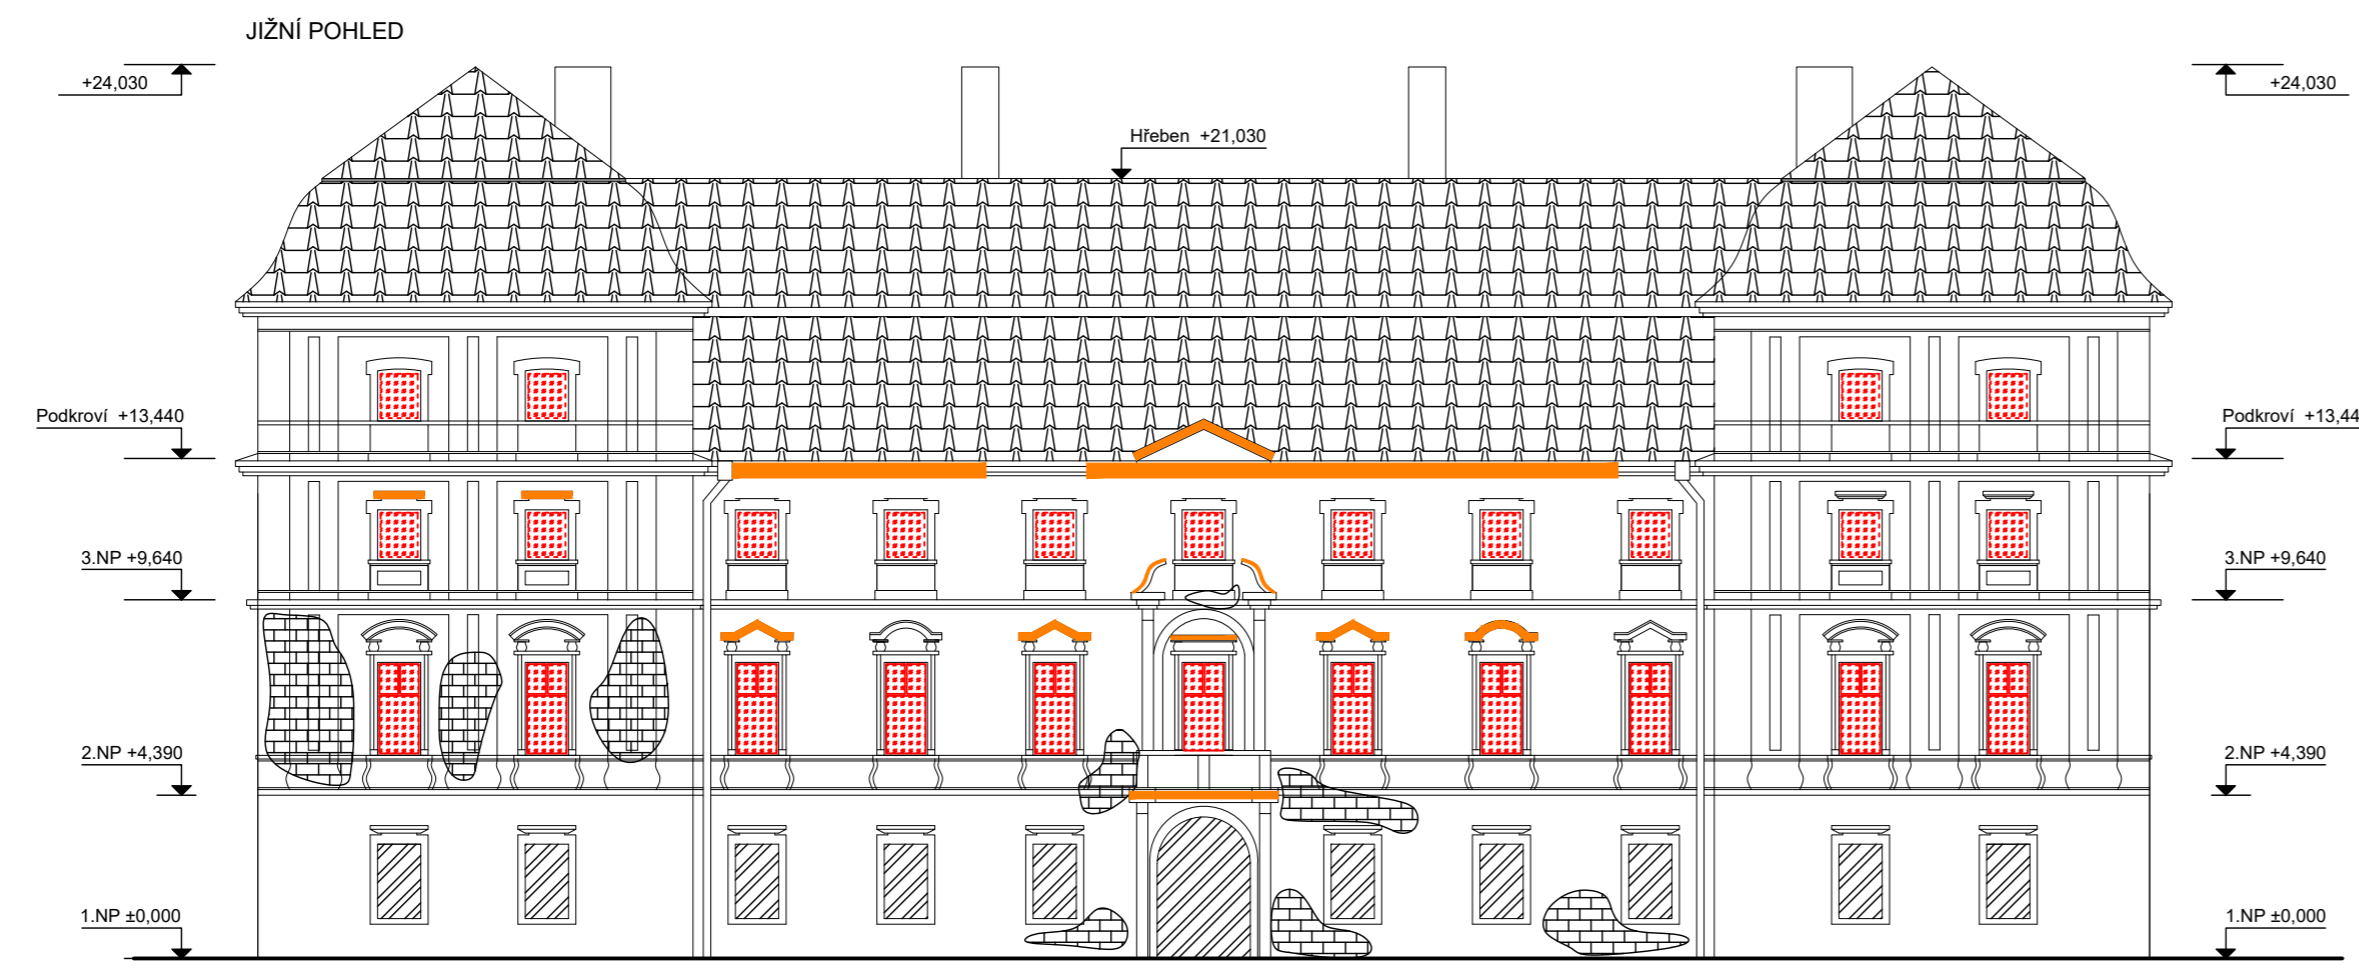 JIŽNÍ POHLED
+24,030
+24,030
Hřeben +21,030
Podkroví +13,440
Podkroví +13,44
3.NP +9,640
3.NP +9,640
2.NP +4,390
2.NP +4,390
1.NP ±0,000
1.NP ±0,000